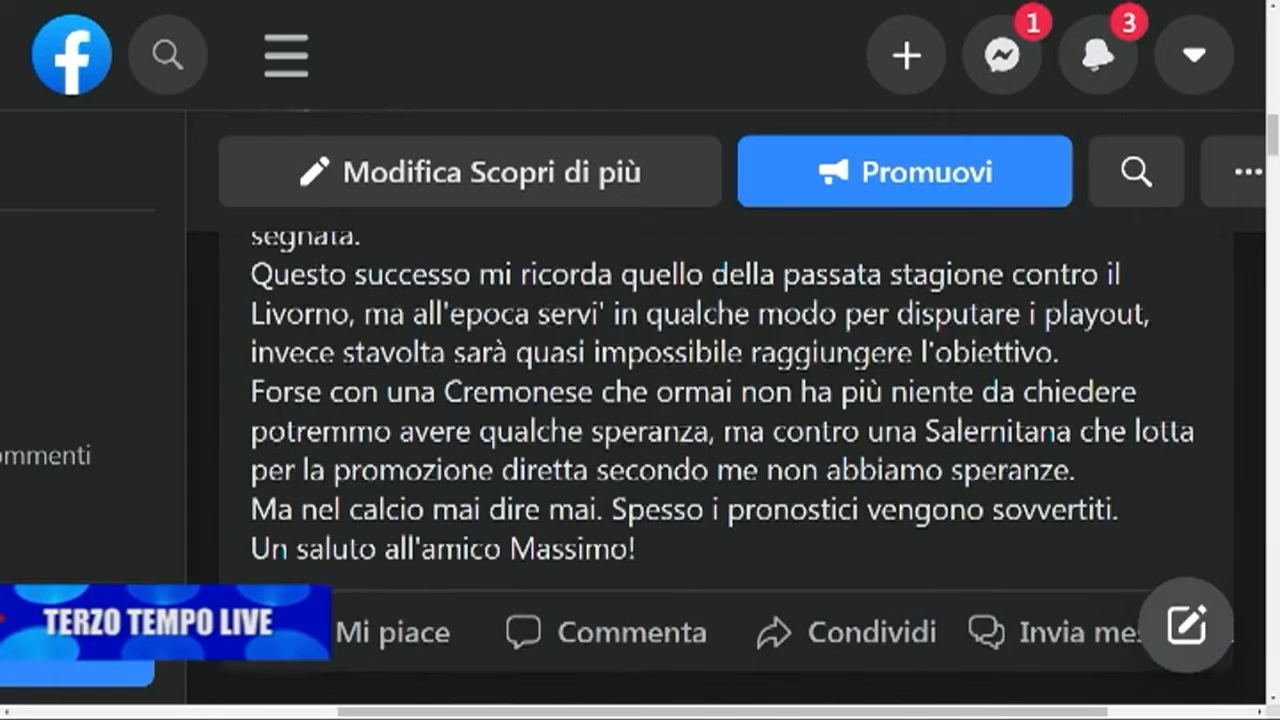 1
3
Modifica Scopri di più
Promuovi
segnata.
Questo successo mi ricorda quello della passata stagione contro il
Livorno, ma all'epoca servi' in qualche modo per disputare i playout,
invece stavolta sarà quasi impossibile raggiungere l'obiettivo.
Forse con una Cremonese che ormai non ha più niente da chiedere
potremmo avere qualche speranza, ma contro una Salernitana che lotta
per la promozione diretta secondo me non abbiamo speranze.
Ma nel calcio mai dire mai. Spesso i pronostici vengono sovvertiti.
Un saluto all'amico Massimo!
ommenti
TERZO TEMPO LIVE
Mi piace
Commenta
Condividi
Invia mes